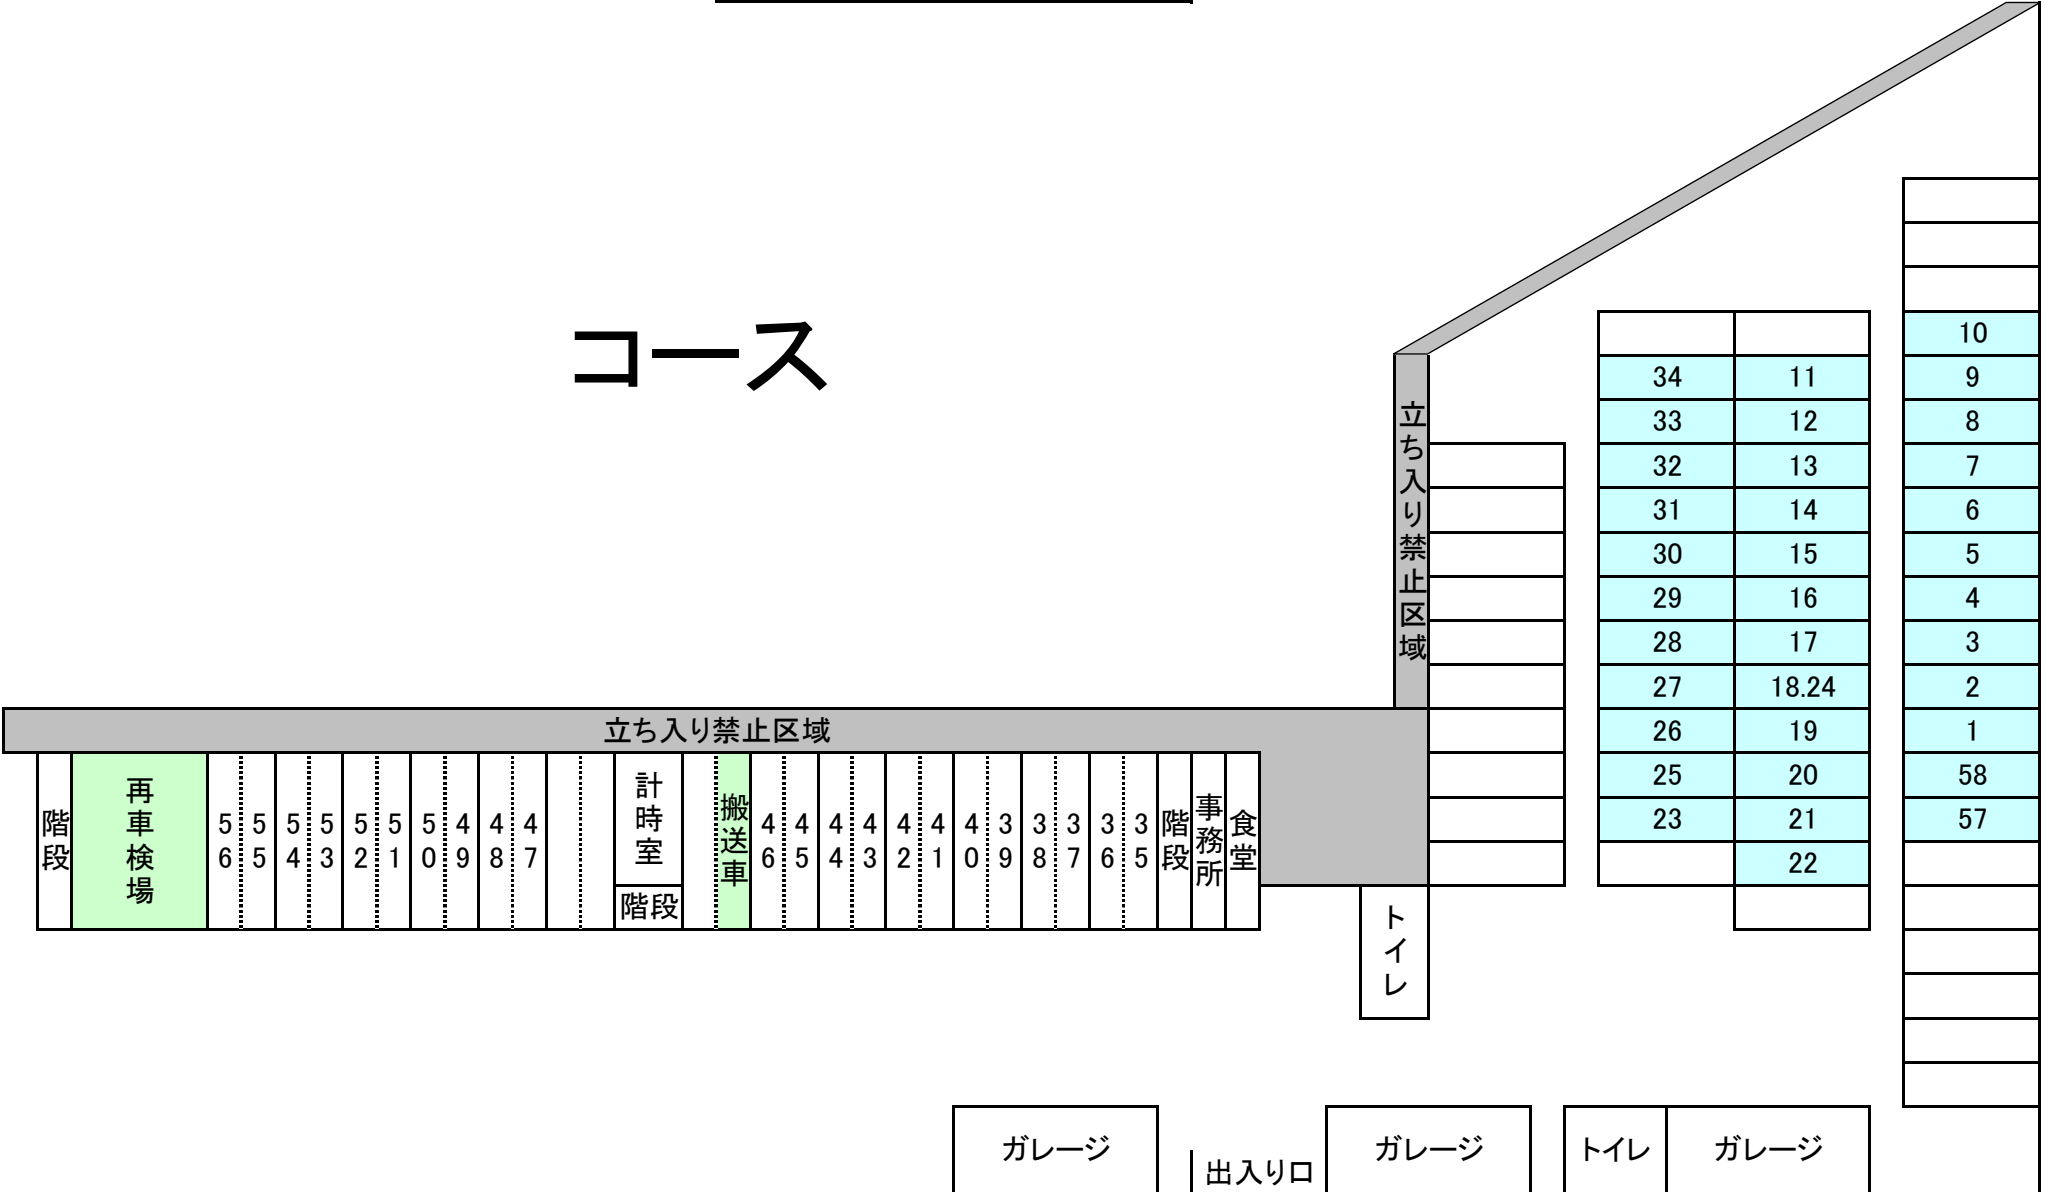 コース
10
34 11 9
33 12 8
32 13 7
31 14 6
30 15 5
29 16 4
28 17 3
27 18.24 2
26 19 1
25 20 58
23 21 57
22
立ち入り禁止区域
立ち入り禁止区域
階段
再車検場
56
55
54
53
52
51
50
49
48
47
計時室
階段
搬送車
46
45
44
43
42
41
40
39
38
37
36
35
階段
事務所
食堂
トイレ
ガレージ
出入り口
ガレージ
トイレ
ガレージ